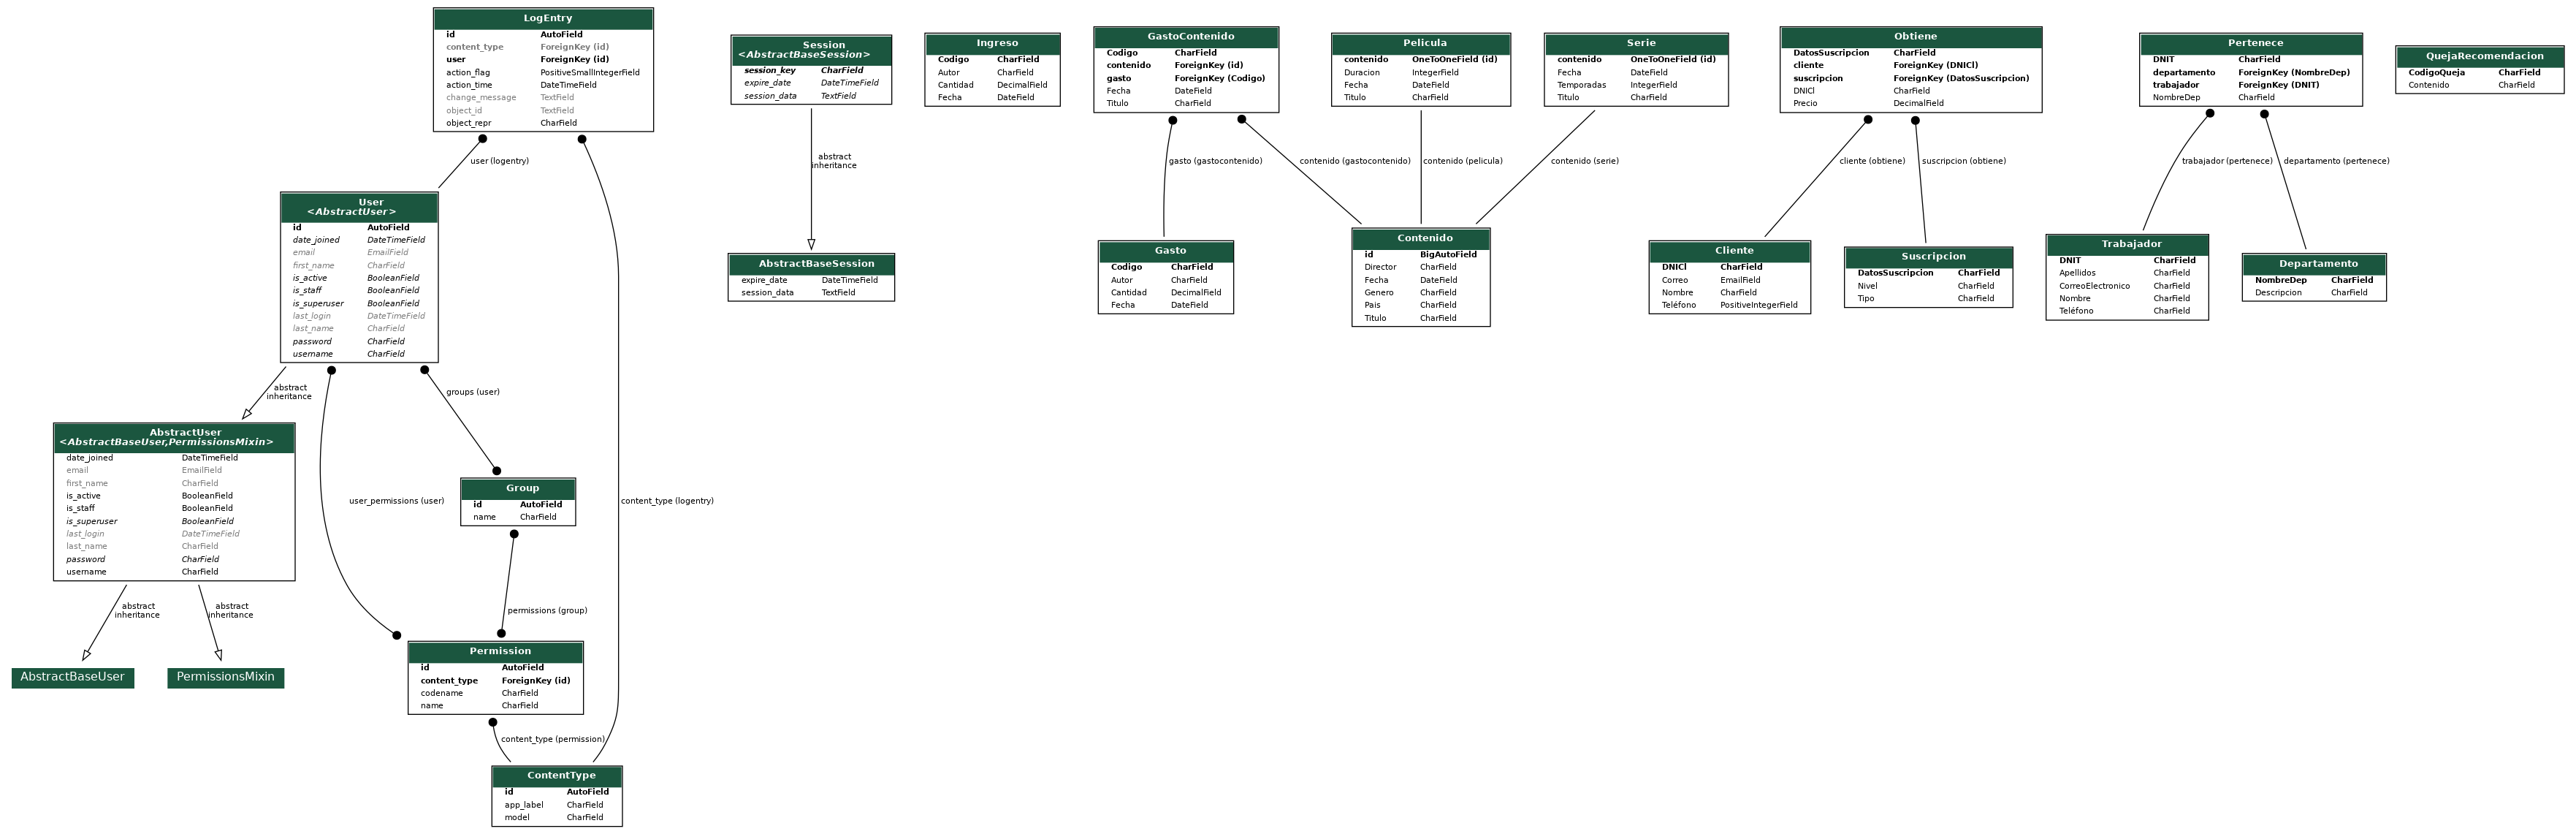 LogEntry
id AutoField
content_type ForeignKey (id)
user ForeignKey (id)
action_flag PositiveSmallIntegerField
action_time DateTimeField
change_message TextField
object_id TextField
object_repr CharField
Session
<AbstractBaseSession>
session_key CharField
expire_date DateTimeField
session_data TextField
Ingreso
Codigo CharField
Autor CharField
Cantidad DecimalField
Fecha DateField
GastoContenido
Codigo CharField
contenido ForeignKey (id)
gasto ForeignKey (Codigo)
Fecha DateField
Titulo CharField
Pelicula
contenido OneToOneField (id)
Duracion IntegerField
Fecha DateField
Titulo CharField
Serie
contenido OneToOneField (id)
Fecha DateField
Temporadas IntegerField
Titulo CharField
Obtiene
DatosSuscripcion CharField
cliente ForeignKey (DNICl)
suscripcion ForeignKey (DatosSuscripcion)
DNICl CharField
Precio DecimalField
Pertenece
DNIT CharField
departamento ForeignKey (NombreDep)
trabajador ForeignKey (DNIT)
NombreDep CharField
QuejaRecomendacion
CodigoQueja CharField
Contenido CharField
user (logentry)
abstract
inheritance
gasto (gastocontenido)
contenido (gastocontenido)
contenido (pelicula)
contenido (serie)
cliente (obtiene)
suscripcion (obtiene)
trabajador (pertenece)
departamento (pertenece)
User
<AbstractUser>
id AutoField
date_joined DateTimeField
email EmailField
first_name CharField
is_active BooleanField
is_staff BooleanField
is_superuser BooleanField
last_login DateTimeField
last_name CharField
password CharField
username CharField
AbstractBaseSession
expire_date DateTimeField
session_data TextField
Gasto
Codigo CharField
Autor CharField
Cantidad DecimalField
Fecha DateField
Contenido
id BigAutoField
Director CharField
Fecha DateField
Genero CharField
Pais CharField
Titulo CharField
Cliente
DNICl CharField
Correo EmailField
Nombre CharField
Teléfono PositiveIntegerField
Suscripcion
DatosSuscripcion CharField
Nivel CharField
Tipo CharField
Trabajador
DNIT CharField
Apellidos CharField
CorreoElectronico CharField
Nombre CharField
Teléfono CharField
Departamento
NombreDep CharField
Descripcion CharField
abstract
inheritance
groups (user)
AbstractUser
<AbstractBaseUser,PermissionsMixin>
date_joined DateTimeField
email EmailField
first_name CharField
is_active BooleanField
is_staff BooleanField
is_superuser BooleanField
last_login DateTimeField
last_name CharField
password CharField
username CharField
user_permissions (user)
Group
id AutoField
name CharField
content_type (logentry)
abstract
inheritance
abstract
inheritance
permissions (group)
AbstractBaseUser
PermissionsMixin
Permission
id AutoField
content_type ForeignKey (id)
codename CharField
name CharField
content_type (permission)
ContentType
id AutoField
app_label CharField
model CharField